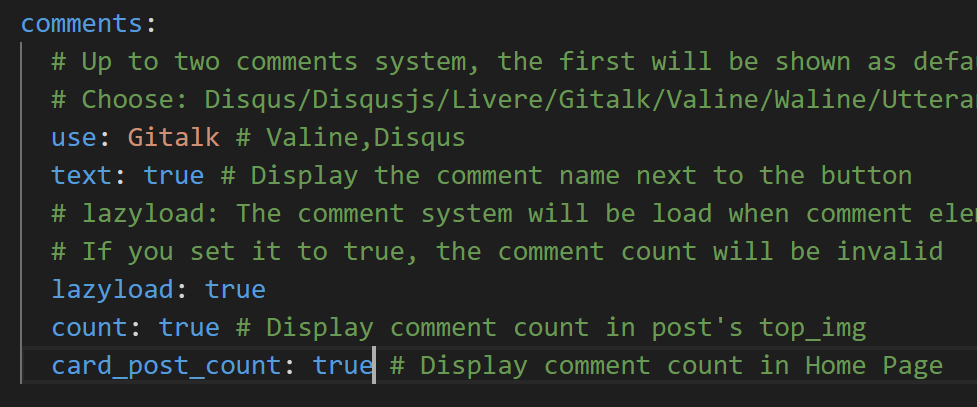 comments:
# Up to two comments system, the first will be shown as
# Choose: Disqus/Disqusjs/Livere/Gitalk/Valine/Waline/
use: Gitalk # Valine,Disqus
text: true # Display the comment name next to the button
# lazyload: The comment system will be load when comment
# If you set it to true, the comment count will be invalid
lazyload: true
count: true # Display comment count in post's top_img
card_post_count: true # Display comment count in Home Page